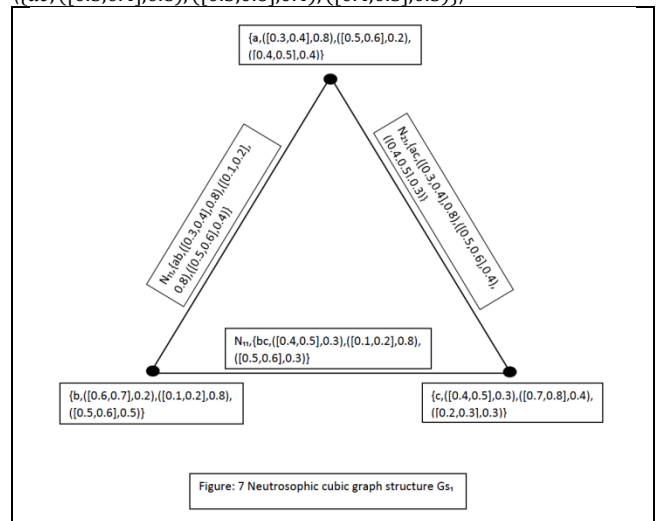 {a,([0.3,0.4],0.8),([0.5,0.6],0.2),
([0.4,0.5],0.4)}
N₁₁,{ab,([0.3,0.4],0.8),([0.1,0.2],
0.8),([0.5,0.6],0.4)}
N₂₁,{ac,([0.3,0.4],0.8),([0.5,0.6],0.4),
([0.4,0.5],0.3)}
N₁₁,{bc,([0.4,0.5],0.3),([0.1,0.2],0.8),
([0.5,0.6],0.3)}
{b,([0.6,0.7],0.2),([0.1,0.2],0.8),
([0.5,0.6],0.5)}
{c,([0.4,0.5],0.3),([0.7,0.8],0.4),
([0.2,0.3],0.3)}
Figure: 7 Neutrosophic cubic graph structure Gs₁